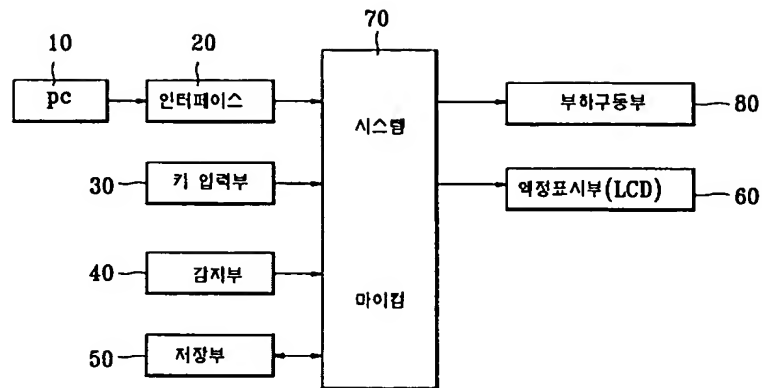 70
10
20
pc
인터페이스
시스템
부하구동부
80
30
키 입력부
액정표시부(LCD)
60
40
감지부
마이컴
50
저장부